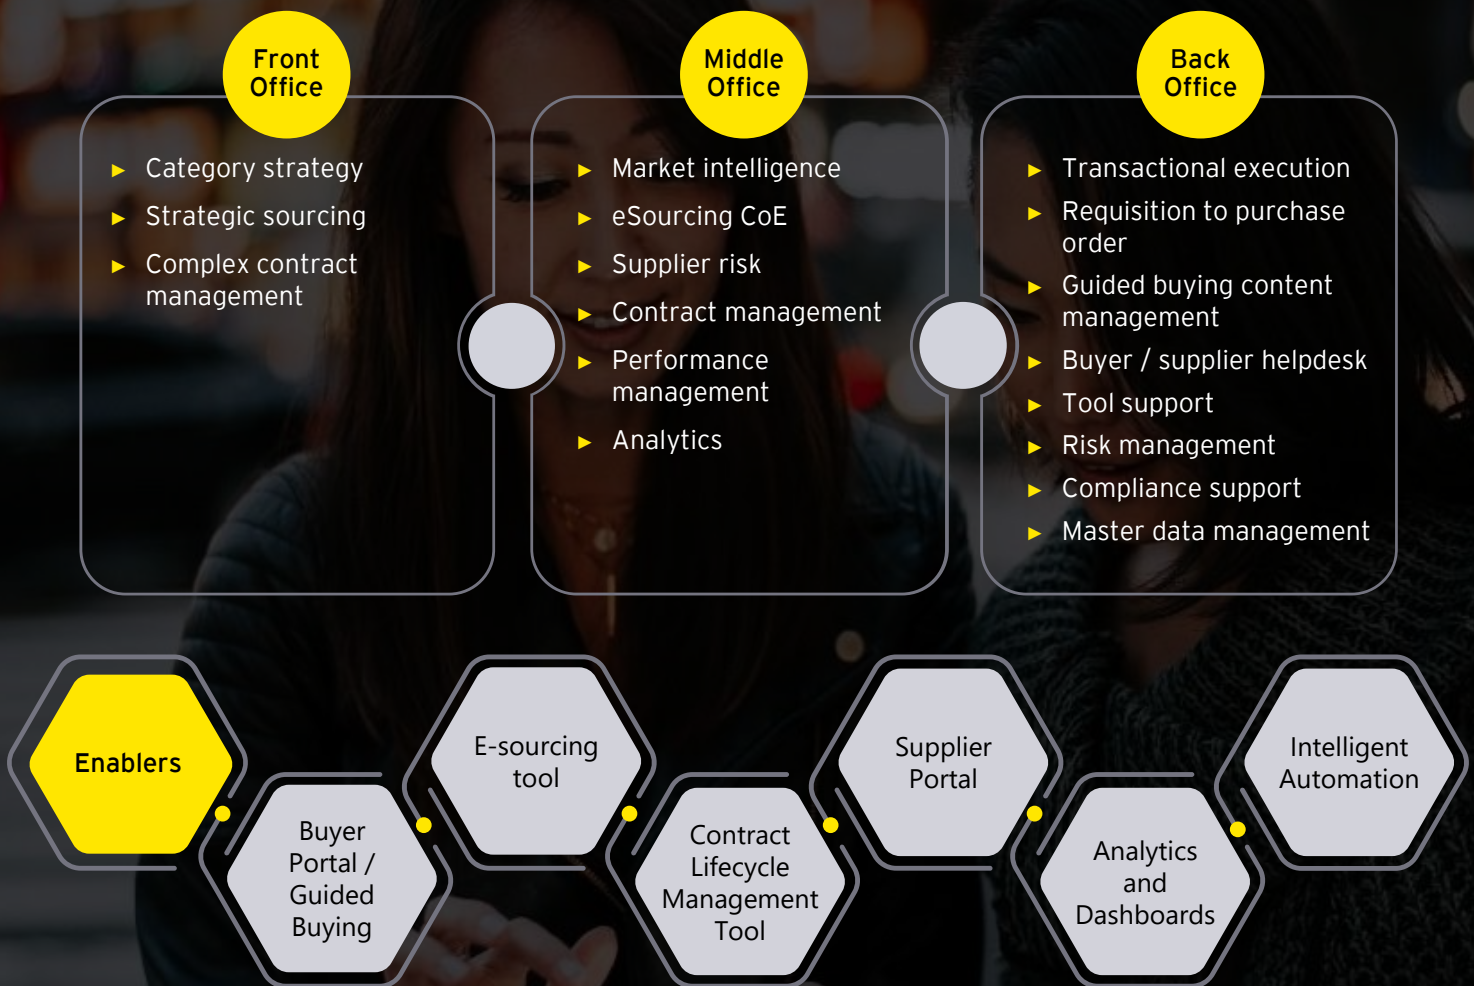 Front
Office
► Category strategy
► Strategic sourcing
► Complex contract
management
Middle
Office
► Market intelligence
► eSourcing CoE
► Supplier risk
► Contract management
► Performance
management
► Analytics
Back
Office
► Transactional execution
► Requisition to purchase
order
► Guided buying content
management
► Buyer / supplier helpdesk
► Tool support
► Risk management
► Compliance support
► Master data management
Enablers
Buyer
Portal /
Guided
Buying
E-sourcing
tool
Contract
Lifecycle
Management
Tool
Supplier
Portal
Analytics
and
Dashboards
Intelligent
Automation